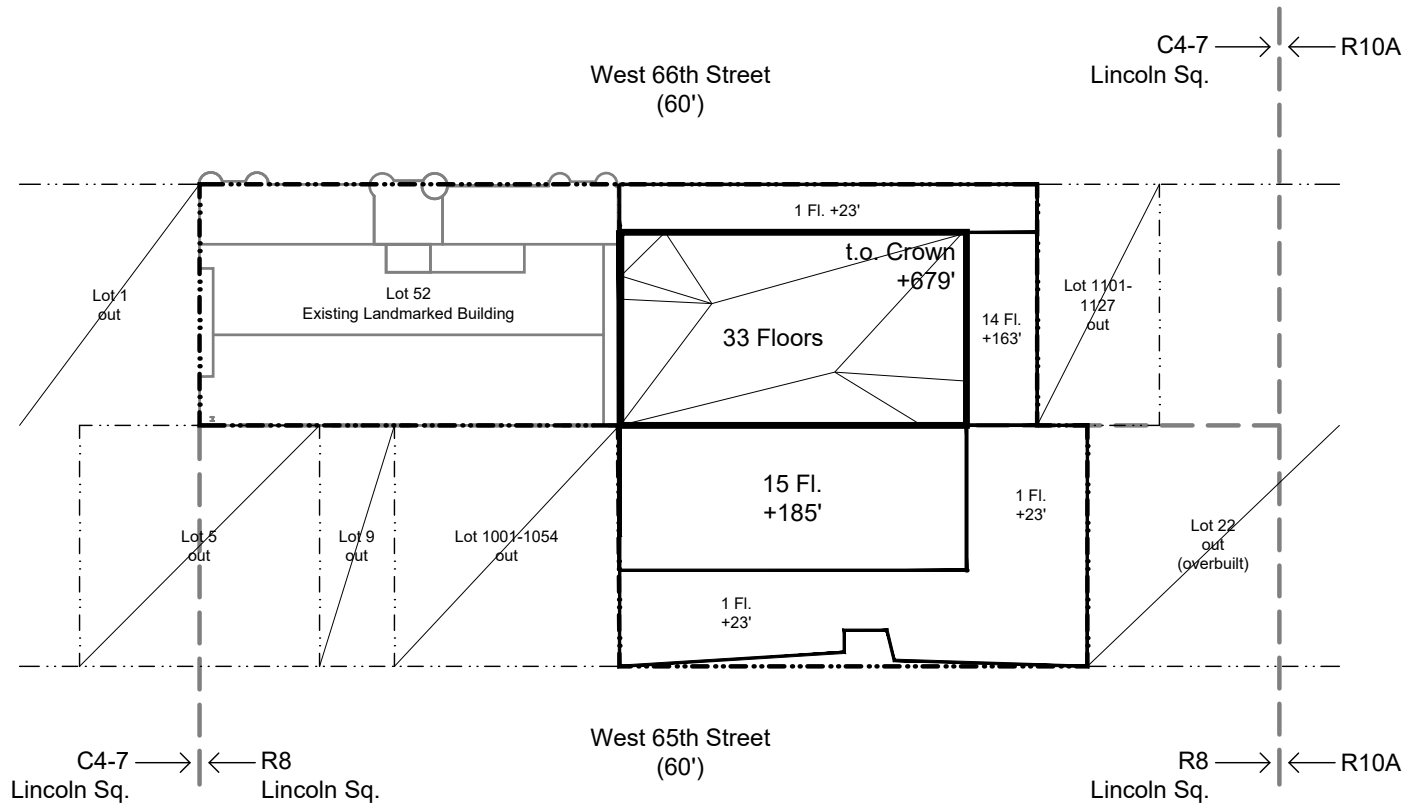 C4-7
Lincoln Sq.
R10A
West 66th Street
(60')
1 Fl. +23'
t.o. Crown
+679'
Lot 1
out
Lot 52
Existing Landmarked Building
33 Floors
14 Fl.
+163'
Lot 1101-
1127
out
15 Fl.
+185'
1 Fl.
+23'
Lot 5
out
Lot 9
out
Lot 1001-1054
out
Lot 22
out
(overbuilt)
1 Fl.
+23'
West 65th Street
(60')
C4-7
Lincoln Sq.
R8
Lincoln Sq.
R8
Lincoln Sq.
R10A